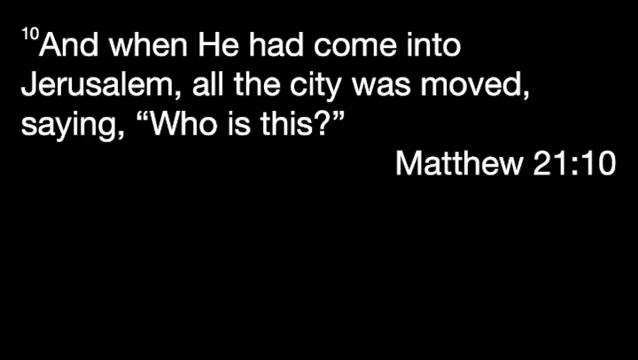 ¹⁰And when He had come into
Jerusalem, all the city was moved,
saying, “Who is this?”
Matthew 21:10